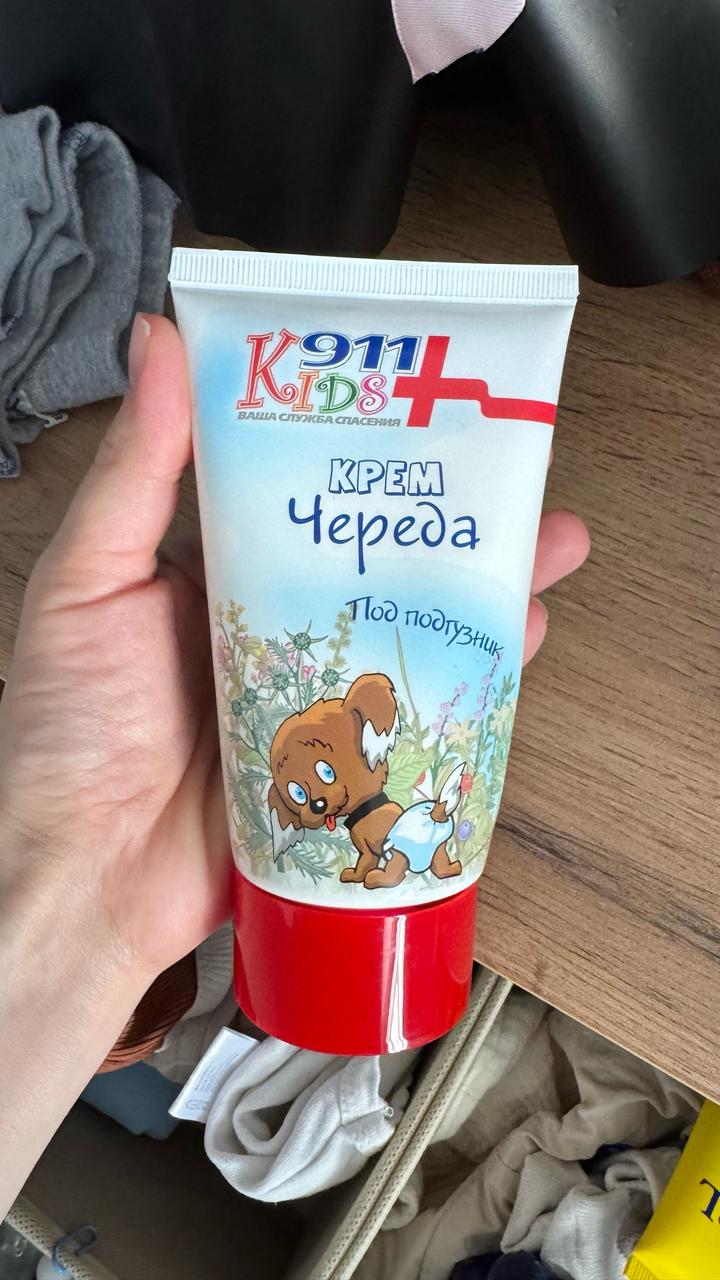 911
KIDS
ВАША СЛУЖБА СПАСЕНИЯ
КРЕМ
Череда
Под подгузник